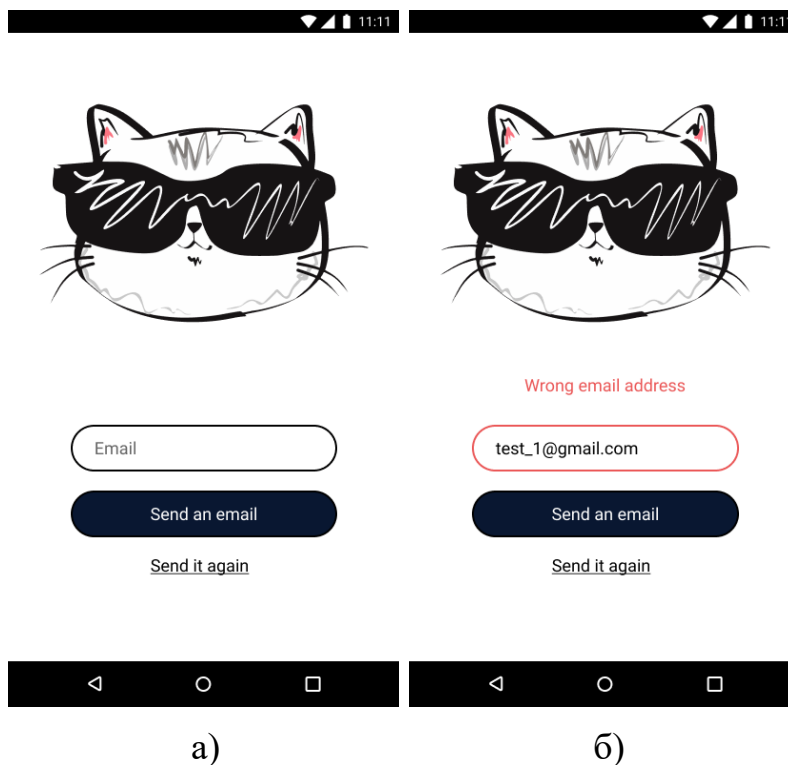 11:11
Email
Send an email
Send it again
а)
11:11
Wrong email address
test_1@gmail.com
Send an email
Send it again
б)